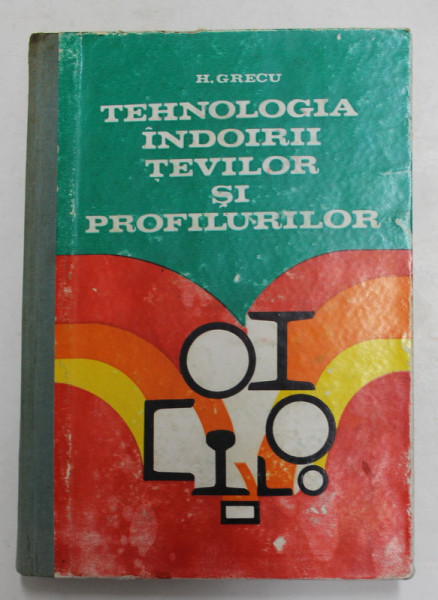 H. GRECU
TEHNOLOGIA
ÎNDOIRII
ȚEVILOR
ȘI
PROFILURILOR